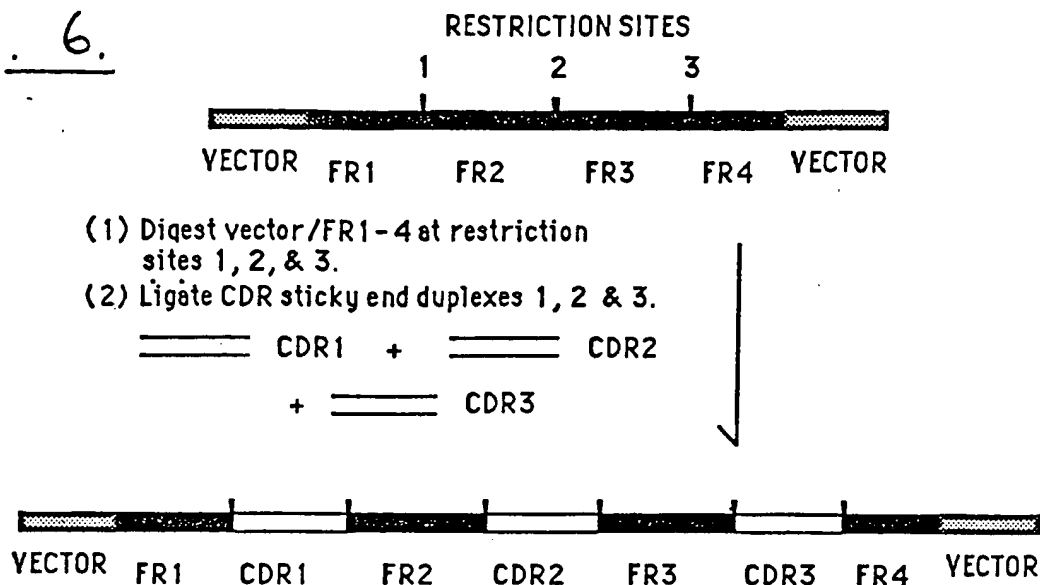 . 6.
RESTRICTION SITES
1 2 3
VECTOR FR1 FR2 FR3 FR4 VECTOR
(1) Digest vector/FR1-4 at restriction
sites 1, 2, & 3.
(2) Ligate CDR sticky end duplexes 1, 2 & 3.
CDR1 + CDR2
+ CDR3
VECTOR FR1 CDR1 FR2 CDR2 FR3 CDR3 FR4 VECTOR